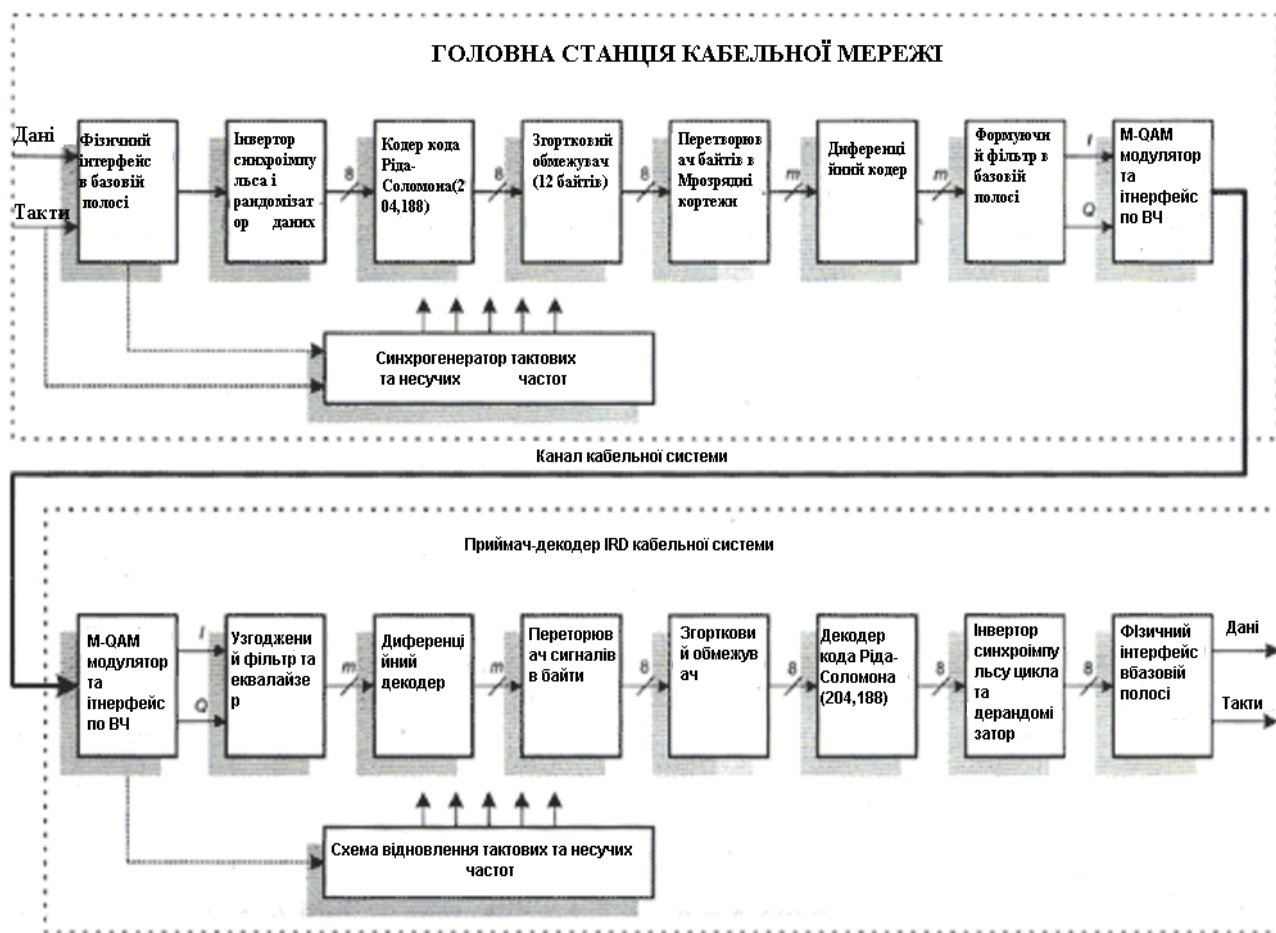 ГОЛОВНА СТАНЦІЯ КАБЕЛЬНОЇ МЕРЕЖІ
Дані
Такти
Фізичний
інтерфейс
в базовій
полосі
Інвертор
синхроімпу
льса і
рандомізат
ор даних
8
Кодер кода
Ріда-
Соломона(2
04,188)
8
Згортковий
обмежувач
(12 байтів)
8
Перетворюв
ач байтів в
Мрозрядні
кортежи
m
Диференці
йний кодер
m
Формуючи
й фільтр в
базовій
полосі
I
Q
M-QAM
модулятор
та
ітнерфейс
по ВЧ
Синхрогенератор тактових
та несучих частот
Канал кабельної системи
Приймач-декодер IRD кабельної системи
M-QAM
модулятор
та
ітнерфейс
по ВЧ
I
Q
Узгоджени
й фільтр та
еквалайзе
р
m
Диференці
йний
декодер
m
Переторюв
ач сигналів
в байти
8
Згоркови
й обмежув
ач
8
Декодер
кода Ріда-
Соломона
(204,188)
8
Інвертор
синхроімпу
льсу цикла
та
дерандомі
затор
8
Фізичний
інтерфейс
вбазовій
полосі
Дані
Такти
Схема відновлення тактових та несучих
частот